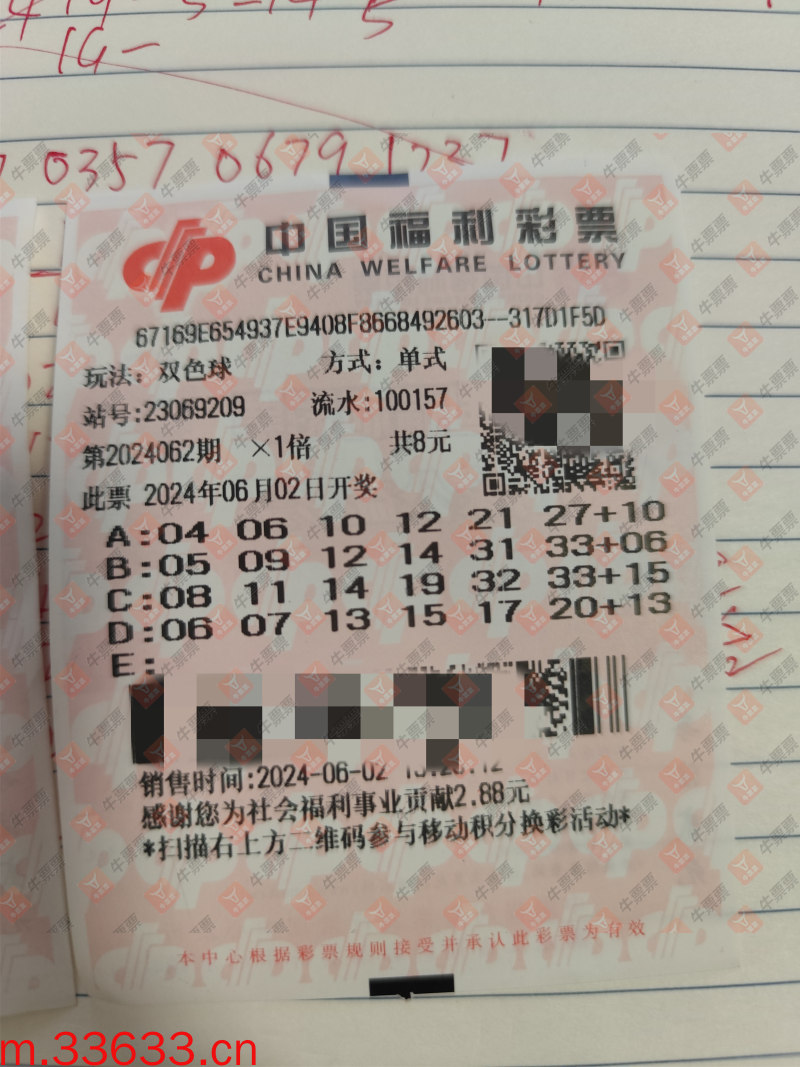 14-
0357 0679 1727
中国福利彩票
CHINA WELFARE LOTTERY
67169E654937E9408F8668492603--317D1F5D
玩法：双色球 方式：单式
站号:23069209 流水:100157
第2024062期 ×1倍 共8元
此票 2024年06月02日开奖
A:04 06 10 12 21 27+10
B:05 09 12 14 31 33+06
C:08 11 14 19 32 33+15
D:06 07 13 15 17 20+13
E:
销售时间:2024-06-02
感谢您为社会福利事业贡献2.88元
*扫描右上方二维码参与移动积分换彩活动*
本中心根据彩票规则接受并承认此彩票为有效
牛票票
m.33633.cn